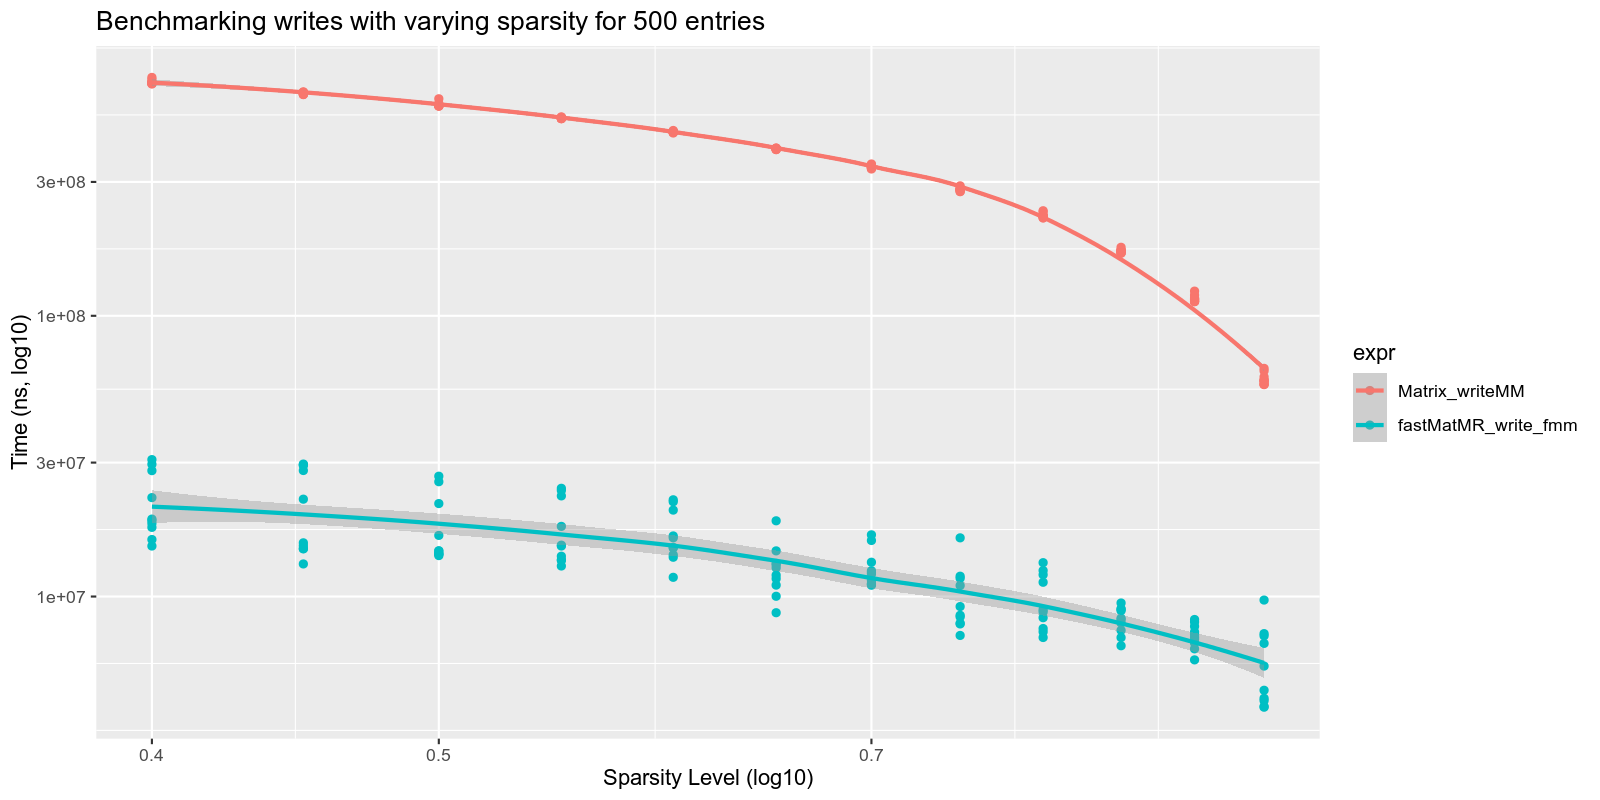 Benchmarking writes with varying sparsity for 500 entries
Time (ns, log10)
3e+08
1e+08
3e+07
1e+07
0.4
0.5
0.7
Sparsity Level (log10)
expr
Matrix_writeMM
fastMatMR_write_fmm